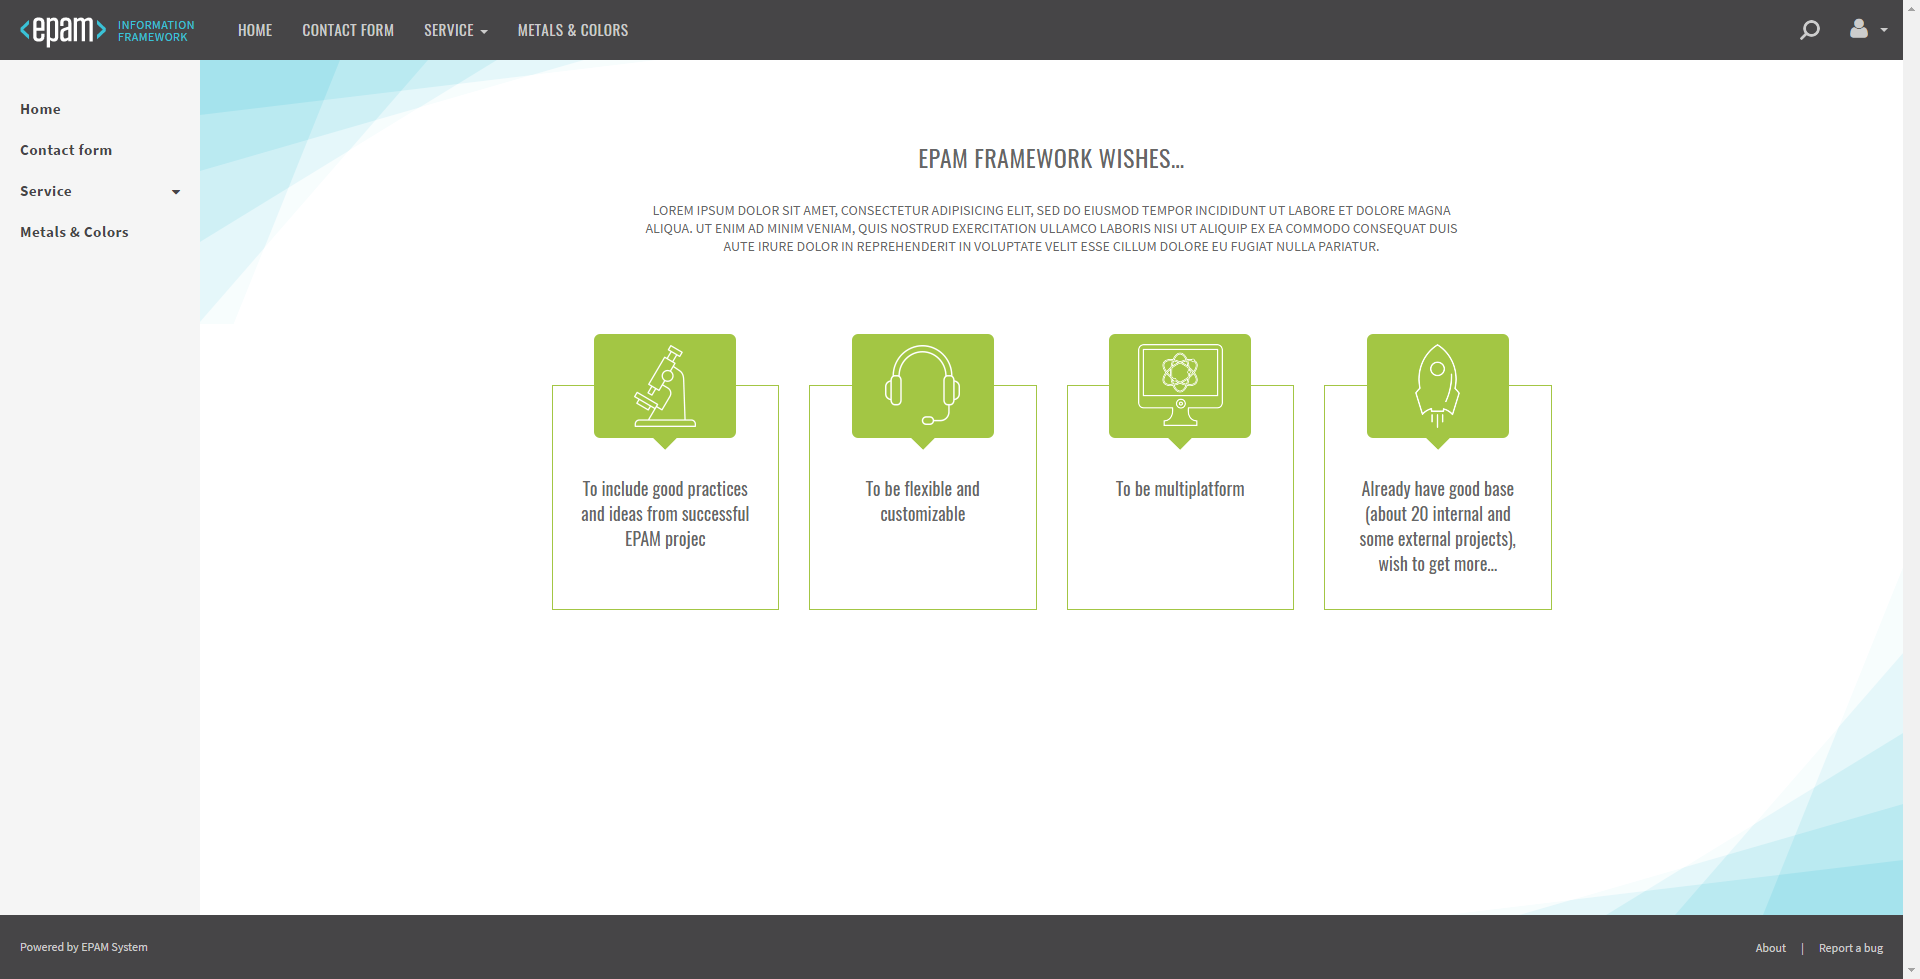 <epam> INFORMATION
FRAMEWORK
HOME
CONTACT FORM
SERVICE
METALS & COLORS
Home
Contact form
Service
Metals & Colors
EPAM FRAMEWORK WISHES...
LOREM IPSUM DOLOR SIT AMET, CONSECTETUR ADIPISICING ELIT, SED DO EIUSMOD TEMPOR INCIDIDUNT UT LABORE ET DOLORE MAGNA
ALIQUA. UT ENIM AD MINIM VENIAM, QUIS NOSTRUD EXERCITATION ULLAMCO LABORIS NISI UT ALIQUIP EX EA COMMODO CONSEQUAT DUIS
AUTE IRURE DOLOR IN REPREHENDERIT IN VOLUPTATE VELIT ESSE CILLUM DOLORE EU FUGIAT NULLA PARIATUR.
To include good practices
and ideas from successful
EPAM projec
To be flexible and
customizable
To be multiplatform
Already have good base
(about 20 internal and
some external projects),
wish to get more...
Powered by EPAM System
About | Report a bug